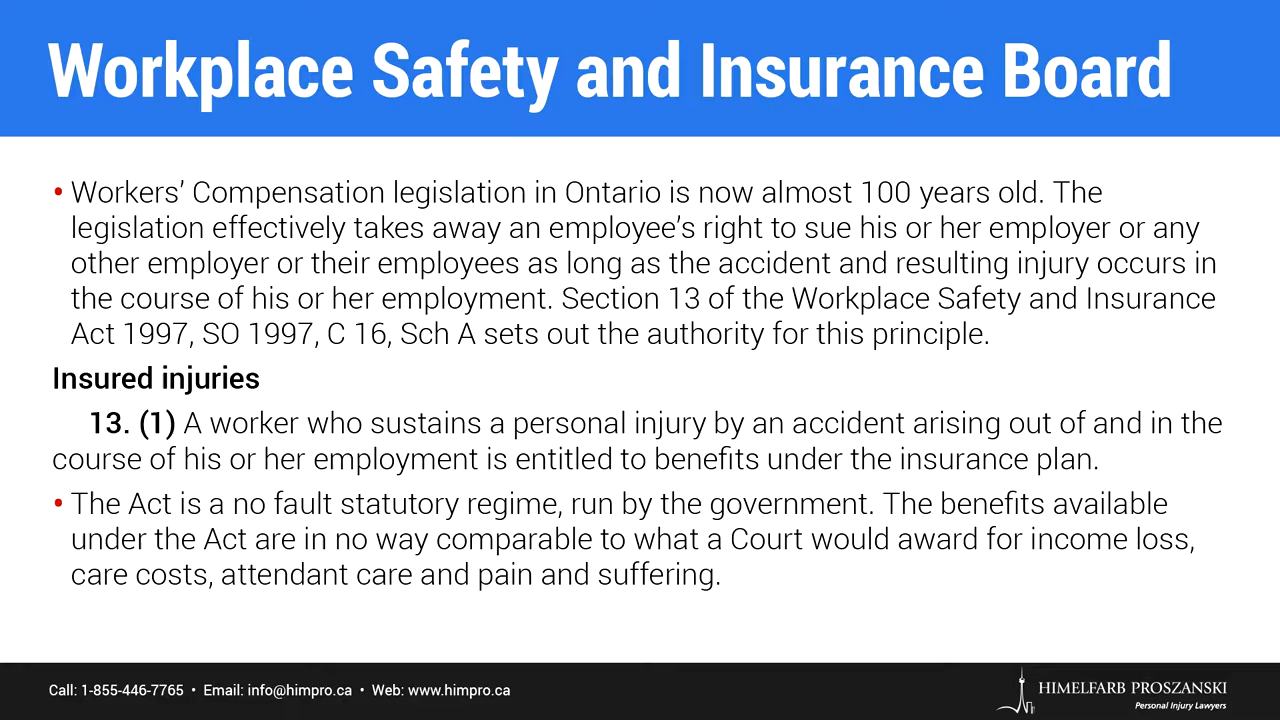 Workplace Safety and Insurance Board
• Workers’ Compensation legislation in Ontario is now almost 100 years old. The
legislation effectively takes away an employee’s right to sue his or her employer or any
other employer or their employees as long as the accident and resulting injury occurs in
the course of his or her employment. Section 13 of the Workplace Safety and Insurance
Act 1997, SO 1997, C 16, Sch A sets out the authority for this principle.
Insured injuries
13. (1) A worker who sustains a personal injury by an accident arising out of and in the
course of his or her employment is entitled to benefits under the insurance plan.
• The Act is a no fault statutory regime, run by the government. The benefits available
under the Act are in no way comparable to what a Court would award for income loss,
care costs, attendant care and pain and suffering.
Call: 1-855-446-7765 • Email: info@himpro.ca • Web: www.himpro.ca
HIMELFARB PROSZANSKI
Personal Injury Lawyers